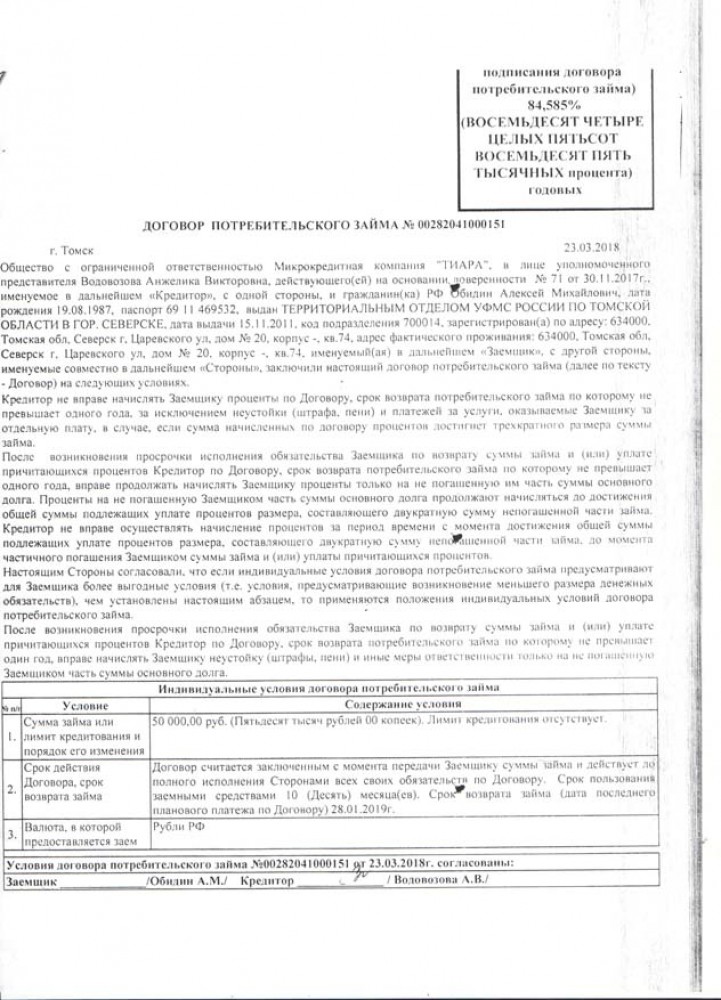 подписания договора
потребительского займа)
84,585%
(ВОСЕМЬДЕСЯТ ЧЕТЫРЕ
ЦЕЛЫХ ПЯТЬСОТ
ВОСЕМЬДЕСЯТ ПЯТЬ
ТЫСЯЧНЫХ процента)
годовых
ДОГОВОР ПОТРЕБИТЕЛЬСКОГО ЗАЙМА № 00282041000151
г. Томск 23.03.2018
Общество с ограниченной ответственностью Микрокредитная компания "ТИАРА", в лице уполномоченного
представителя Водовозова Анжелика Викторовна, действующего(ей) на основании доверенности № 71 от 30.11.2017г.,
именуемое в дальнейшем «Кредитор», с одной стороны, и гражданин(ка) РФ Обидин Алексей Михайлович, дата
рождения 19.08.1987, паспорт 69 11 469532, выдан ТЕРРИТОРИАЛЬНЫМ ОТДЕЛОМ УФМС РОССИИ ПО ТОМСКОЙ
ОБЛАСТИ В ГОР. СЕВЕРСКЕ, дата выдачи 15.11.2011, код подразделения 700014, зарегистрирован(а) по адресу: 634000,
Томская обл, Северск г, Царевского ул, дом № 20, корпус -, кв.74, адрес фактического проживания: 634000, Томская обл,
Северск г, Царевского ул, дом № 20, корпус -, кв.74, именуемый(ая) в дальнейшем «Заемщик», с другой стороны,
именуемые совместно в дальнейшем «Стороны», заключили настоящий договор потребительского займа (далее по тексту
- Договор) на следующих условиях.
Кредитор не вправе начислять Заемщику проценты по Договору, срок возврата потребительского займа по которому не
превышает одного года, за исключением неустойки (штрафа, пени) и платежей за услуги, оказываемые Заемщику за
отдельную плату, в случае, если сумма начисленных по договору процентов достигнет трехкратного размера суммы
займа.
После возникновения просрочки исполнения обязательства Заемщика по возврату суммы займа и (или) уплате
причитающихся процентов Кредитор по Договору, срок возврата потребительского займа по которому не превышает
одного года, вправе продолжать начислять Заемщику проценты только на не погашенную им часть суммы основного
долга. Проценты на не погашенную Заемщиком часть суммы основного долга продолжают начисляться до достижения
общей суммы подлежащих уплате процентов размера, составляющего двукратную сумму непогашенной части займа.
Кредитор не вправе осуществлять начисление процентов за период времени с момента достижения общей суммы
подлежащих уплате процентов размера, составляющего двукратную сумму непогашенной части займа, до момента
частичного погашения Заемщиком суммы займа и (или) уплаты причитающихся процентов.
Настоящим Стороны согласовали, что если индивидуальные условия договора потребительского займа предусматривают
для Заемщика более выгодные условия (т.е. условия, предусматривающие возникновение меньшего размера денежных
обязательств), чем установлены настоящим абзацем, то применяются положения индивидуальных условий договора
потребительского займа.
После возникновения просрочки исполнения обязательства Заемщика по возврату суммы займа и (или) уплате
причитающихся процентов Кредитор по Договору, срок возврата потребительского займа по которому не превышает
один год, вправе начислять Заемщику неустойку (штрафы, пени) и иные меры ответственности только на не погашенную
Заемщиком часть суммы основного долга.
Индивидуальные условия договора потребительского займа
№ п/п Условие Содержание условия
1. Сумма займа или лимит кредитования и порядок его изменения 50 000,00 руб. (Пятьдесят тысяч рублей 00 копеек). Лимит кредитования отсутствует.
2. Срок действия Договора, срок возврата займа Договор считается заключенным с момента передачи Заемщику суммы займа и действует до
полного исполнения Сторонами всех своих обязательств по Договору. Срок пользования
заемными средствами 10 (Десять) месяца(ев). Срок возврата займа (дата последнего
планового платежа по Договору) 28.01.2019г.
3. Валюта, в которой предоставляется заем Рубли РФ
Условия договора потребительского займа №00282041000151 от 23.03.2018г. согласованы:
Заемщик ____________/Обидин А.М./ Кредитор ____________ / Водовозова А.В./